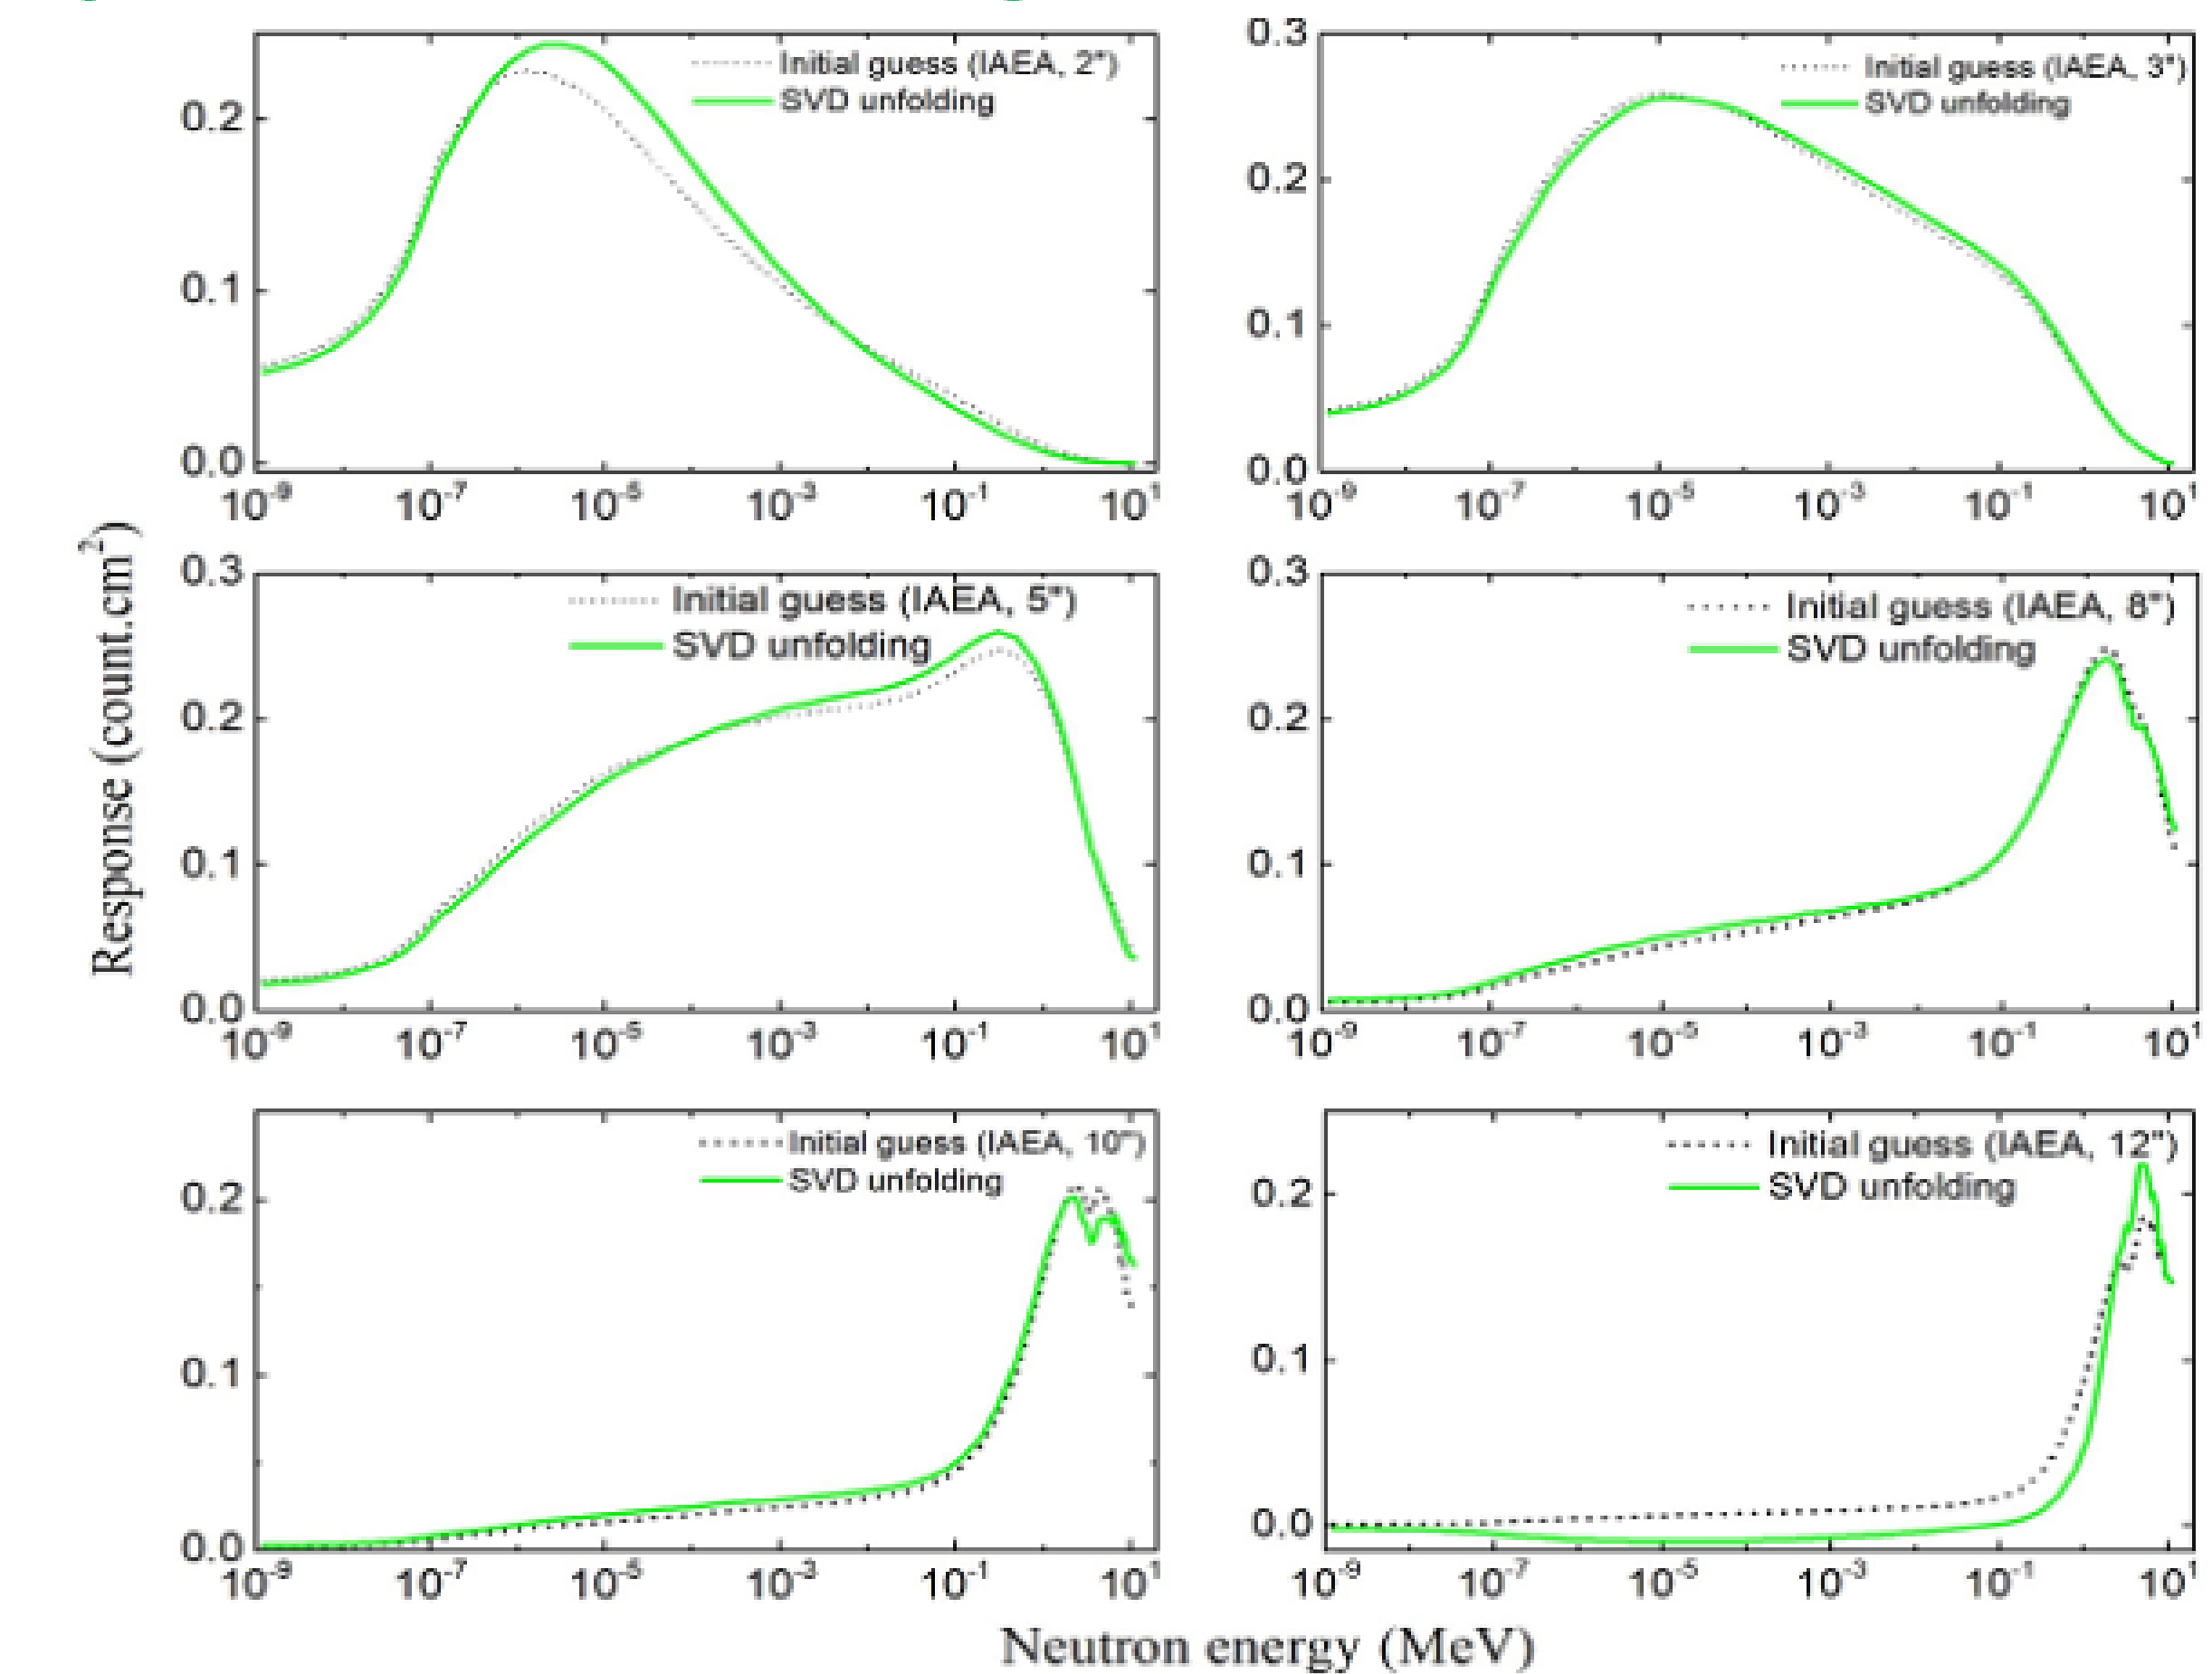 Initial guess (IAEA, 2")
SVD unfolding
0.2
0.1
0.0
10⁻⁹ 10⁻⁷ 10⁻⁵ 10⁻³ 10⁻¹ 10¹
0.3
Initial guess (IAEA, 3")
SVD unfolding
0.2
0.1
0.0
10⁻⁹ 10⁻⁷ 10⁻⁵ 10⁻³ 10⁻¹ 10¹
Response (count.cm²)
0.3
Initial guess (IAEA, 5")
SVD unfolding
0.2
0.1
0.0
10⁻⁹ 10⁻⁷ 10⁻⁵ 10⁻³ 10⁻¹ 10¹
0.3
Initial guess (IAEA, 8")
SVD unfolding
0.2
0.1
0.0
10⁻⁹ 10⁻⁷ 10⁻⁵ 10⁻³ 10⁻¹ 10¹
Initial guess (IAEA, 10")
SVD unfolding
0.2
0.1
0.0
10⁻⁹ 10⁻⁷ 10⁻⁵ 10⁻³ 10⁻¹ 10¹
Initial guess (IAEA, 12")
SVD unfolding
0.2
0.1
0.0
10⁻⁹ 10⁻⁷ 10⁻⁵ 10⁻³ 10⁻¹ 10¹
Neutron energy (MeV)